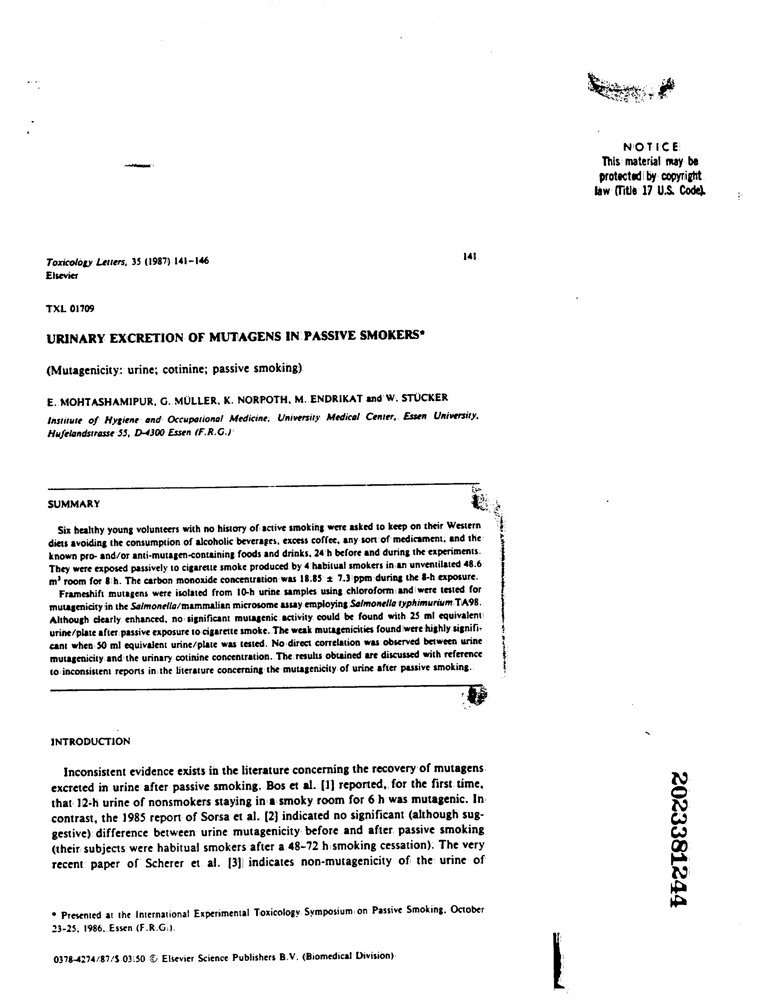 NOTICE
This material may be
protected by copyright
law (Title 17 U.S. Code).
Toxicology Letters, 35 (1987) 141-146
141
Elsevier
TXL 01709
URINARY EXCRETION OF MUTAGENS IN PASSIVE SMOKERS*
(Mutagenicity: urine; cotinine; passive smoking)
E. MOHTASHAMIPUR, G. MÜLLER, K. NORPOTH, M. ENDRIKAT and W. STÜCKER
Institute of Hygiene and Occupational Medicine, University Medical Center, Essen University,
Hufelandstrasse 55, D-4300 Essen (F.R.G.)
SUMMARY
Six healthy young volunteers with no history of active smoking were asked to keep on their Western
diets avoiding the consumption of alcoholic beverages, excess coffee, any sort of medicament, and the
known pro- and/or anti-mutagen-containing foods and drinks, 24 h before and during the experiments.
They were exposed passively to cigarette smoke produced by 4 habitual smokers in an unventilated 48.6
m³ room for 8 h. The carbon monoxide concentration was 18.85 ± 7.3 ppm during the 8-h exposure.
Frameshift mutagens were isolated from 10-h urine samples using chloroform and were tested for
mutagenicity in the Salmonella/mammalian microsome assay employing Salmonella typhimurium TA98.
Although clearly enhanced, no significant mutagenic activity could be found with 25 ml equivalent
urine/plate after passive exposure to cigarette smoke. The weak mutagenicities found were highly signifi-
cant when 50 ml equivalent urine/plate was tested. No direct correlation was observed between urine
mutagenicity and the urinary cotinine concentration. The results obtained are discussed with reference
to inconsistent reports in the literature concerning the mutagenicity of urine after passive smoking.
INTRODUCTION
Inconsistent evidence exists in the literature concerning the recovery of mutagens
excreted in urine after passive smoking. Bos et al. [1] reported, for the first time,
that 12-h urine of nonsmokers staying in a smoky room for 6 h was mutagenic. In
contrast, the 1985 report of Sorsa et al. [2] indicated no significant (although sug-
gestive) difference between urine mutagenicity before and after passive smoking
(their subjects were habitual smokers after a 48-72 h smoking cessation). The very
recent paper of Scherer et al. [3] indicates non-mutagenicity of the urine of
* Presented at the International Experimental Toxicology Symposium on Passive Smoking, October
23-25, 1986, Essen (F.R.G.).
0378-4274/87/$ 03.50 © Elsevier Science Publishers B.V. (Biomedical Division)
2023381244